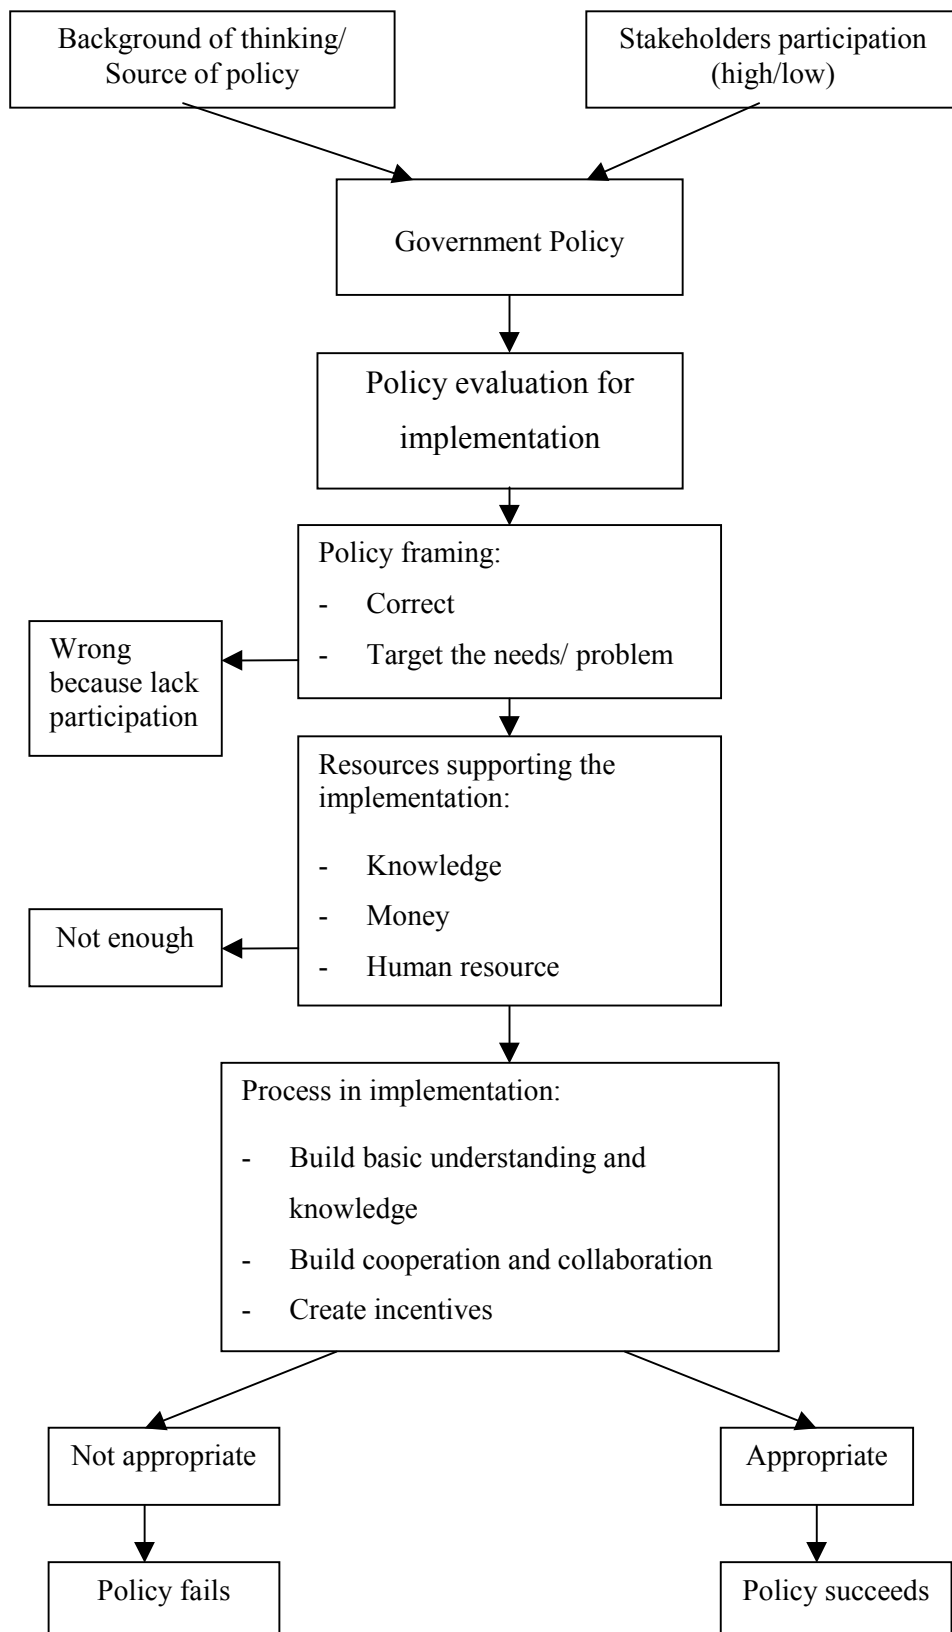 Background of thinking/
Source of policy
Stakeholders participation
(high/low)
Government Policy
Policy evaluation for
implementation
Policy framing:
- Correct
- Target the needs/ problem
Wrong
because lack
participation
Resources supporting the
implementation:
- Knowledge
- Money
- Human resource
Not enough
Process in implementation:
- Build basic understanding and
knowledge
- Build cooperation and collaboration
- Create incentives
Not appropriate
Appropriate
Policy fails
Policy succeeds